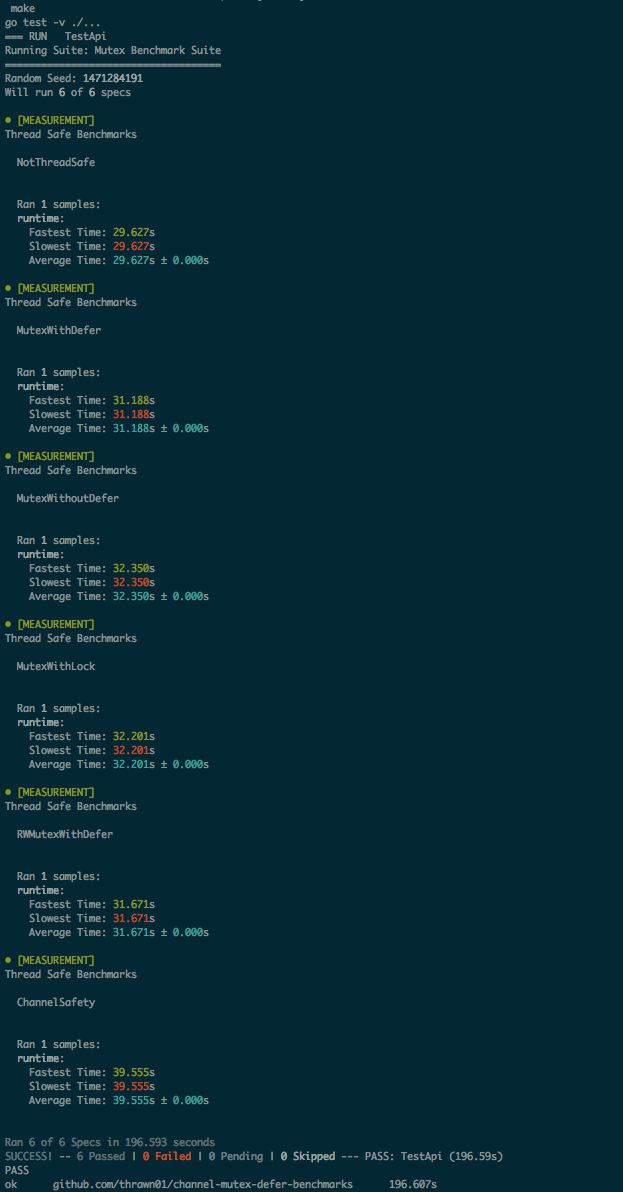 make
go test -v ./...
=== RUN   TestApi
Running Suite: Mutex Benchmark Suite
====================================
Random Seed: 1471284191
Will run 6 of 6 specs
• [MEASUREMENT]
Thread Safe Benchmarks
NotThreadSafe
Ran 1 samples:
runtime:
Fastest Time: 29.627s
Slowest Time: 29.627s
Average Time: 29.627s ± 0.000s
• [MEASUREMENT]
Thread Safe Benchmarks
MutexWithDefer
Ran 1 samples:
runtime:
Fastest Time: 31.188s
Slowest Time: 31.188s
Average Time: 31.188s ± 0.000s
• [MEASUREMENT]
Thread Safe Benchmarks
MutexWithoutDefer
Ran 1 samples:
runtime:
Fastest Time: 32.350s
Slowest Time: 32.350s
Average Time: 32.350s ± 0.000s
• [MEASUREMENT]
Thread Safe Benchmarks
MutexWithLock
Ran 1 samples:
runtime:
Fastest Time: 32.201s
Slowest Time: 32.201s
Average Time: 32.201s ± 0.000s
• [MEASUREMENT]
Thread Safe Benchmarks
RWMutexWithDefer
Ran 1 samples:
runtime:
Fastest Time: 31.671s
Slowest Time: 31.671s
Average Time: 31.671s ± 0.000s
• [MEASUREMENT]
Thread Safe Benchmarks
ChannelSafety
Ran 1 samples:
runtime:
Fastest Time: 39.555s
Slowest Time: 39.555s
Average Time: 39.555s ± 0.000s
Ran 6 of 6 Specs in 196.593 seconds
SUCCESS! -- 6 Passed | 0 Failed | 0 Pending | 0 Skipped --- PASS: TestApi (196.59s)
PASS
ok      github.com/thrawn01/channel-mutex-defer-benchmarks      196.607s